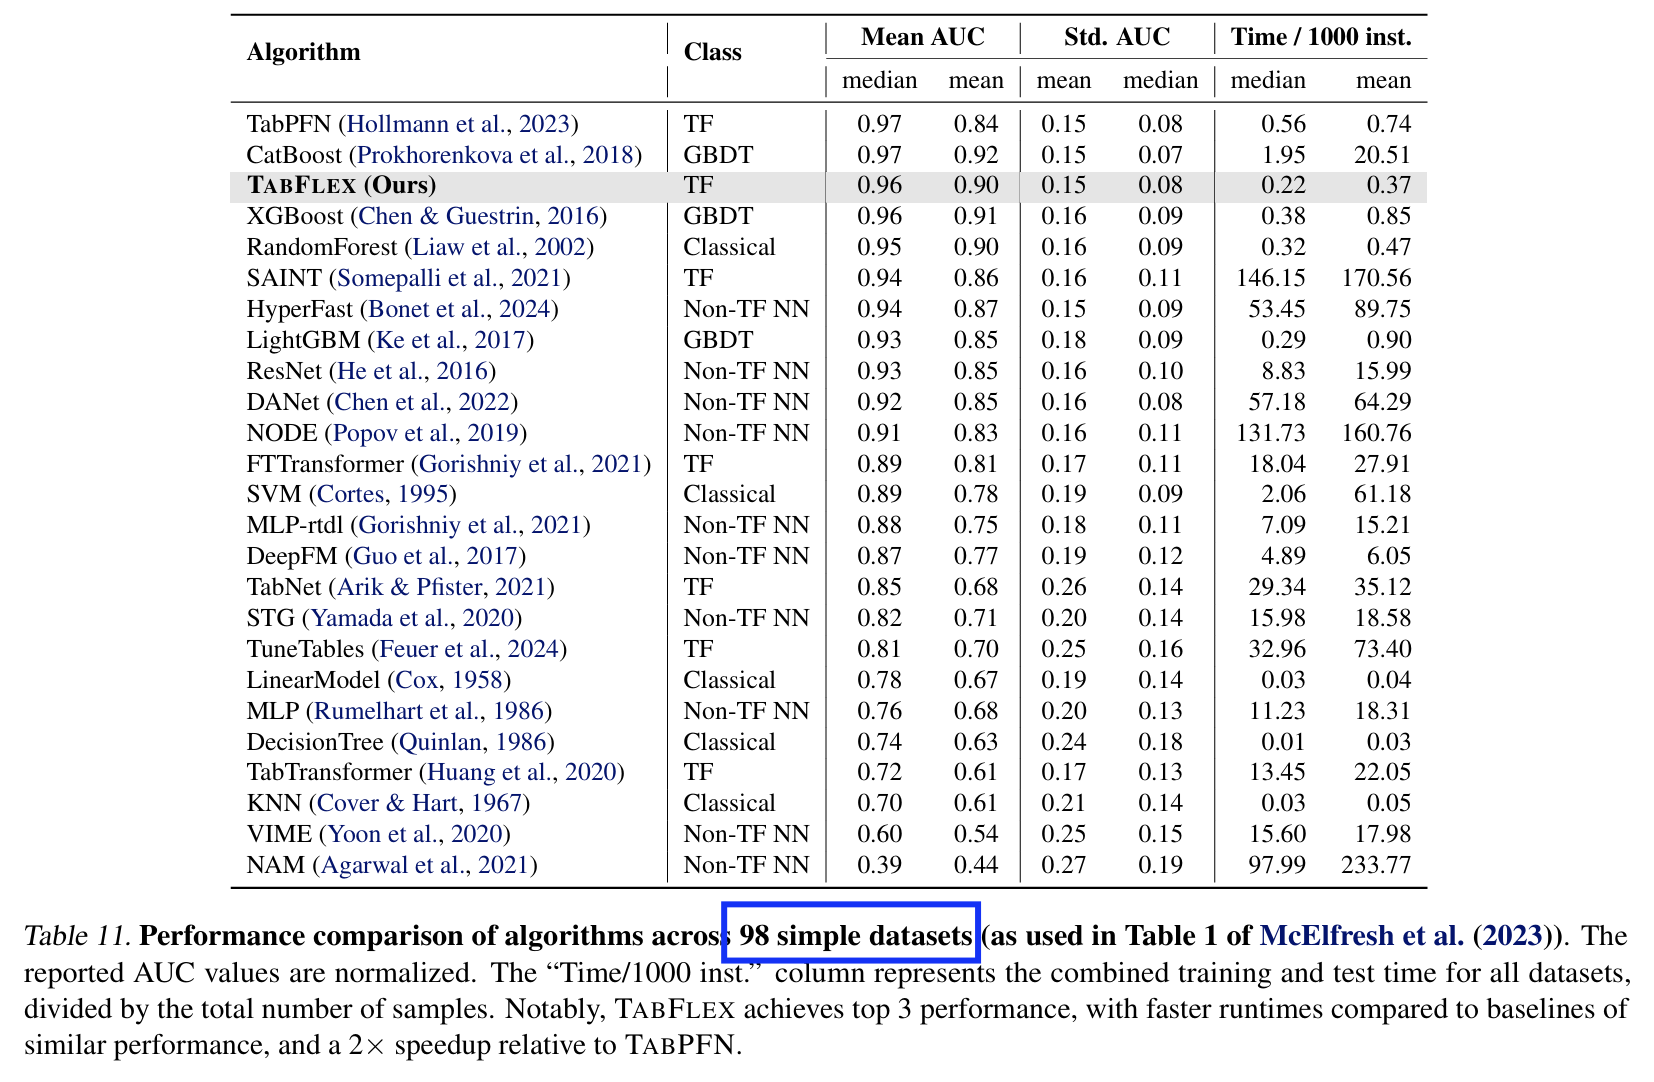 Algorithm Class Mean AUC Std. AUC Time / 1000 inst.
median mean mean median median mean
TabPFN (Hollmann et al., 2023) TF 0.97 0.84 0.15 0.08 0.56 0.74
CatBoost (Prokhorenkova et al., 2018) GBDT 0.97 0.92 0.15 0.07 1.95 20.51
TABFLEX (Ours) TF 0.96 0.90 0.15 0.08 0.22 0.37
XGBoost (Chen & Guestrin, 2016) GBDT 0.96 0.91 0.16 0.09 0.38 0.85
RandomForest (Liaw et al., 2002) Classical 0.95 0.90 0.16 0.09 0.32 0.47
SAINT (Somepalli et al., 2021) TF 0.94 0.86 0.16 0.11 146.15 170.56
HyperFast (Bonet et al., 2024) Non-TF NN 0.94 0.87 0.15 0.09 53.45 89.75
LightGBM (Ke et al., 2017) GBDT 0.93 0.85 0.18 0.09 0.29 0.90
ResNet (He et al., 2016) Non-TF NN 0.93 0.85 0.16 0.10 8.83 15.99
DANet (Chen et al., 2022) Non-TF NN 0.92 0.85 0.16 0.08 57.18 64.29
NODE (Popov et al., 2019) Non-TF NN 0.91 0.83 0.16 0.11 131.73 160.76
FTTransformer (Gorishniy et al., 2021) TF 0.89 0.81 0.17 0.11 18.04 27.91
SVM (Cortes, 1995) Classical 0.89 0.78 0.19 0.09 2.06 61.18
MLP-rtdl (Gorishniy et al., 2021) Non-TF NN 0.88 0.75 0.18 0.11 7.09 15.21
DeepFM (Guo et al., 2017) Non-TF NN 0.87 0.77 0.19 0.12 4.89 6.05
TabNet (Arik & Pfister, 2021) TF 0.85 0.68 0.26 0.14 29.34 35.12
STG (Yamada et al., 2020) Non-TF NN 0.82 0.71 0.20 0.14 15.98 18.58
TuneTables (Feuer et al., 2024) TF 0.81 0.70 0.25 0.16 32.96 73.40
LinearModel (Cox, 1958) Classical 0.78 0.67 0.19 0.14 0.03 0.04
MLP (Rumelhart et al., 1986) Non-TF NN 0.76 0.68 0.20 0.13 11.23 18.31
DecisionTree (Quinlan, 1986) Classical 0.74 0.63 0.24 0.18 0.01 0.03
TabTransformer (Huang et al., 2020) TF 0.72 0.61 0.17 0.13 13.45 22.05
KNN (Cover & Hart, 1967) Classical 0.70 0.61 0.21 0.14 0.03 0.05
VIME (Yoon et al., 2020) Non-TF NN 0.60 0.54 0.25 0.15 15.60 17.98
NAM (Agarwal et al., 2021) Non-TF NN 0.39 0.44 0.27 0.19 97.99 233.77
Table 11. Performance comparison of algorithms across 98 simple datasets (as used in Table 1 of McElfresh et al. (2023)). The
reported AUC values are normalized. The “Time/1000 inst.” column represents the combined training and test time for all datasets,
divided by the total number of samples. Notably, TABFLEX achieves top 3 performance, with faster runtimes compared to baselines of
similar performance, and a 2× speedup relative to TABPFN.